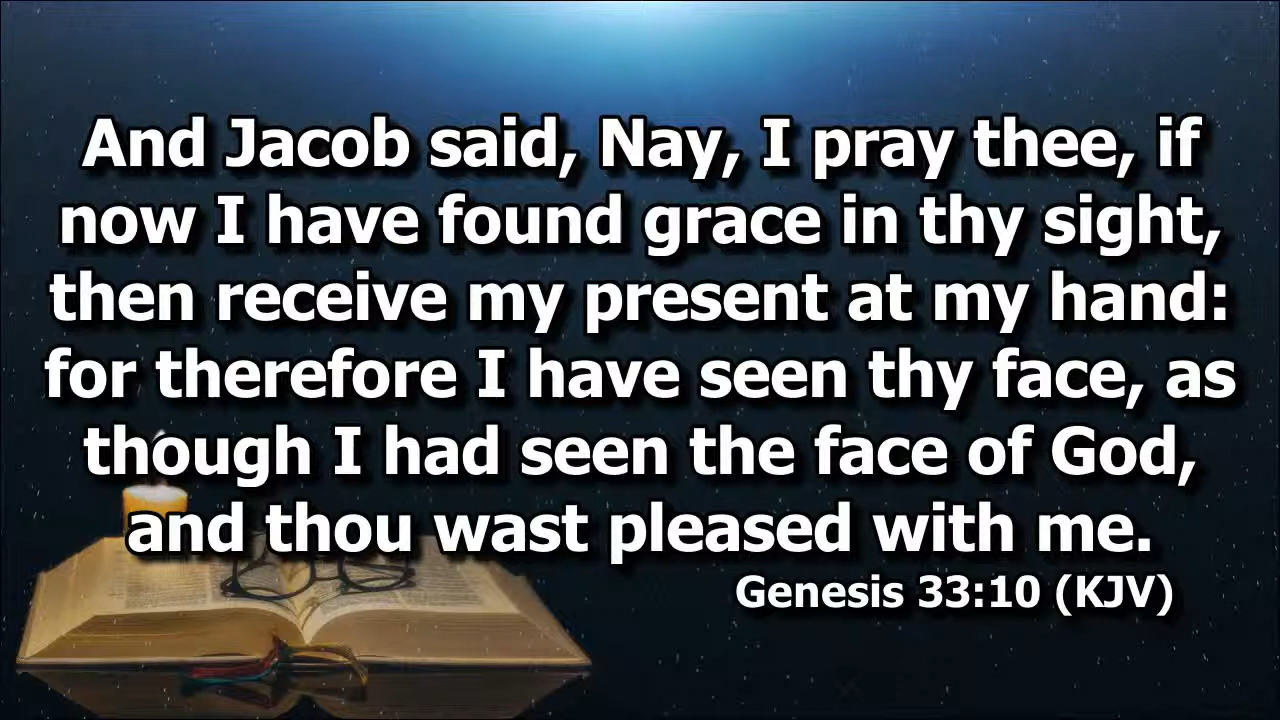 And Jacob said, Nay, I pray thee, if
now I have found grace in thy sight,
then receive my present at my hand:
for therefore I have seen thy face, as
though I had seen the face of God,
and thou wast pleased with me.
Genesis 33:10 (KJV)